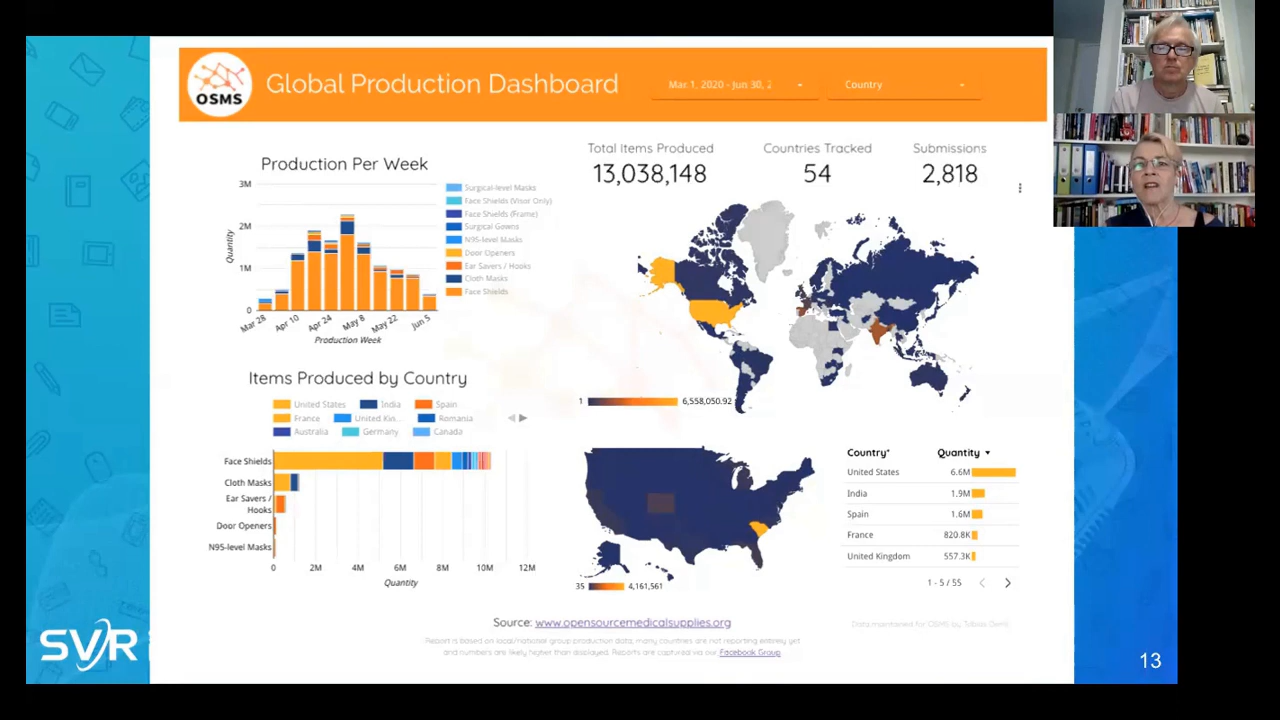 OSMS
Global Production Dashboard
Mar 1, 2020 - Jun 30, 2
Country
Production Per Week
3M
2M
1M
0
Quantity
Mar 28
Apr 10
Apr 24
May 8
May 22
Jun 5
Production Week
Surgical-level Masks
Face Shields (Visor Only)
Face Shields (Frame)
Surgical Gowns
N95-level Masks
Door Openers
Ear Savers / Hooks
Cloth Masks
Face Shields
Total Items Produced
13,038,148
Countries Tracked
54
Submissions
2,818
1
6,558,050.92
Items Produced by Country
United States
India
Spain
France
United Kin...
Romania
Australia
Germany
Canada
Face Shields
Cloth Masks
Ear Savers /
Hooks
Door Openers
N95-level Masks
0 2M 4M 6M 8M 10M 12M
Quantity
35
4,161,561
Country* Quantity
United States 6.6M
India 1.9M
Spain 1.6M
France 820.8K
United Kingdom 557.3K
1 - 5 / 55
Source: www.opensourcemedicalsupplies.org
Report is based on local/national group production data, many countries are not reporting entirely yet
and numbers are likely higher than displayed. Reports are captured via our Facebook Group
Data maintained for OSMS by
SVR
13